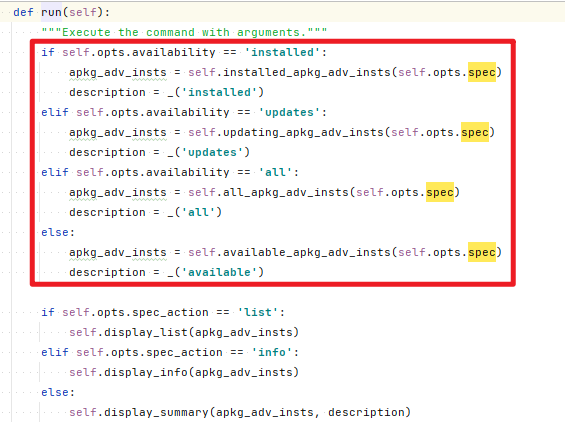 def run(self):
    """Execute the command with arguments."""
    if self.opts.availability == 'installed':
        apkg_adv_insts = self.installed_apkg_adv_insts(self.opts.spec)
        description = _('installed')
    elif self.opts.availability == 'updates':
        apkg_adv_insts = self.updating_apkg_adv_insts(self.opts.spec)
        description = _('updates')
    elif self.opts.availability == 'all':
        apkg_adv_insts = self.all_apkg_adv_insts(self.opts.spec)
        description = _('all')
    else:
        apkg_adv_insts = self.available_apkg_adv_insts(self.opts.spec)
        description = _('available')

    if self.opts.spec_action == 'list':
        self.display_list(apkg_adv_insts)
    elif self.opts.spec_action == 'info':
        self.display_info(apkg_adv_insts)
    else:
        self.display_summary(apkg_adv_insts, description)